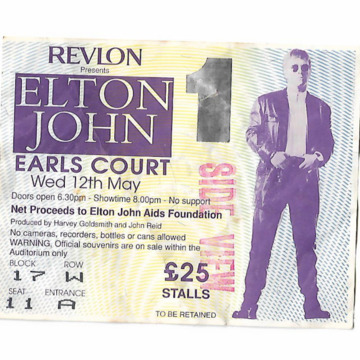 REVLON
Presents
ELTON
JOHN
1
EARLS COURT
Wed 12th May
Doors open 6.30pm - Showtime 8.00pm - No support
Net Proceeds to Elton John Aids Foundation
Produced by Harvey Goldsmith and John Reid
No cameras, recorders, bottles or cans allowed
WARNING, Official souvenirs are on sale within the
Auditorium only
BLOCK ROW
17 W
SEAT ENTRANCE
11 A
£25
STALLS
TO BE RETAINED
SIDE VIEW